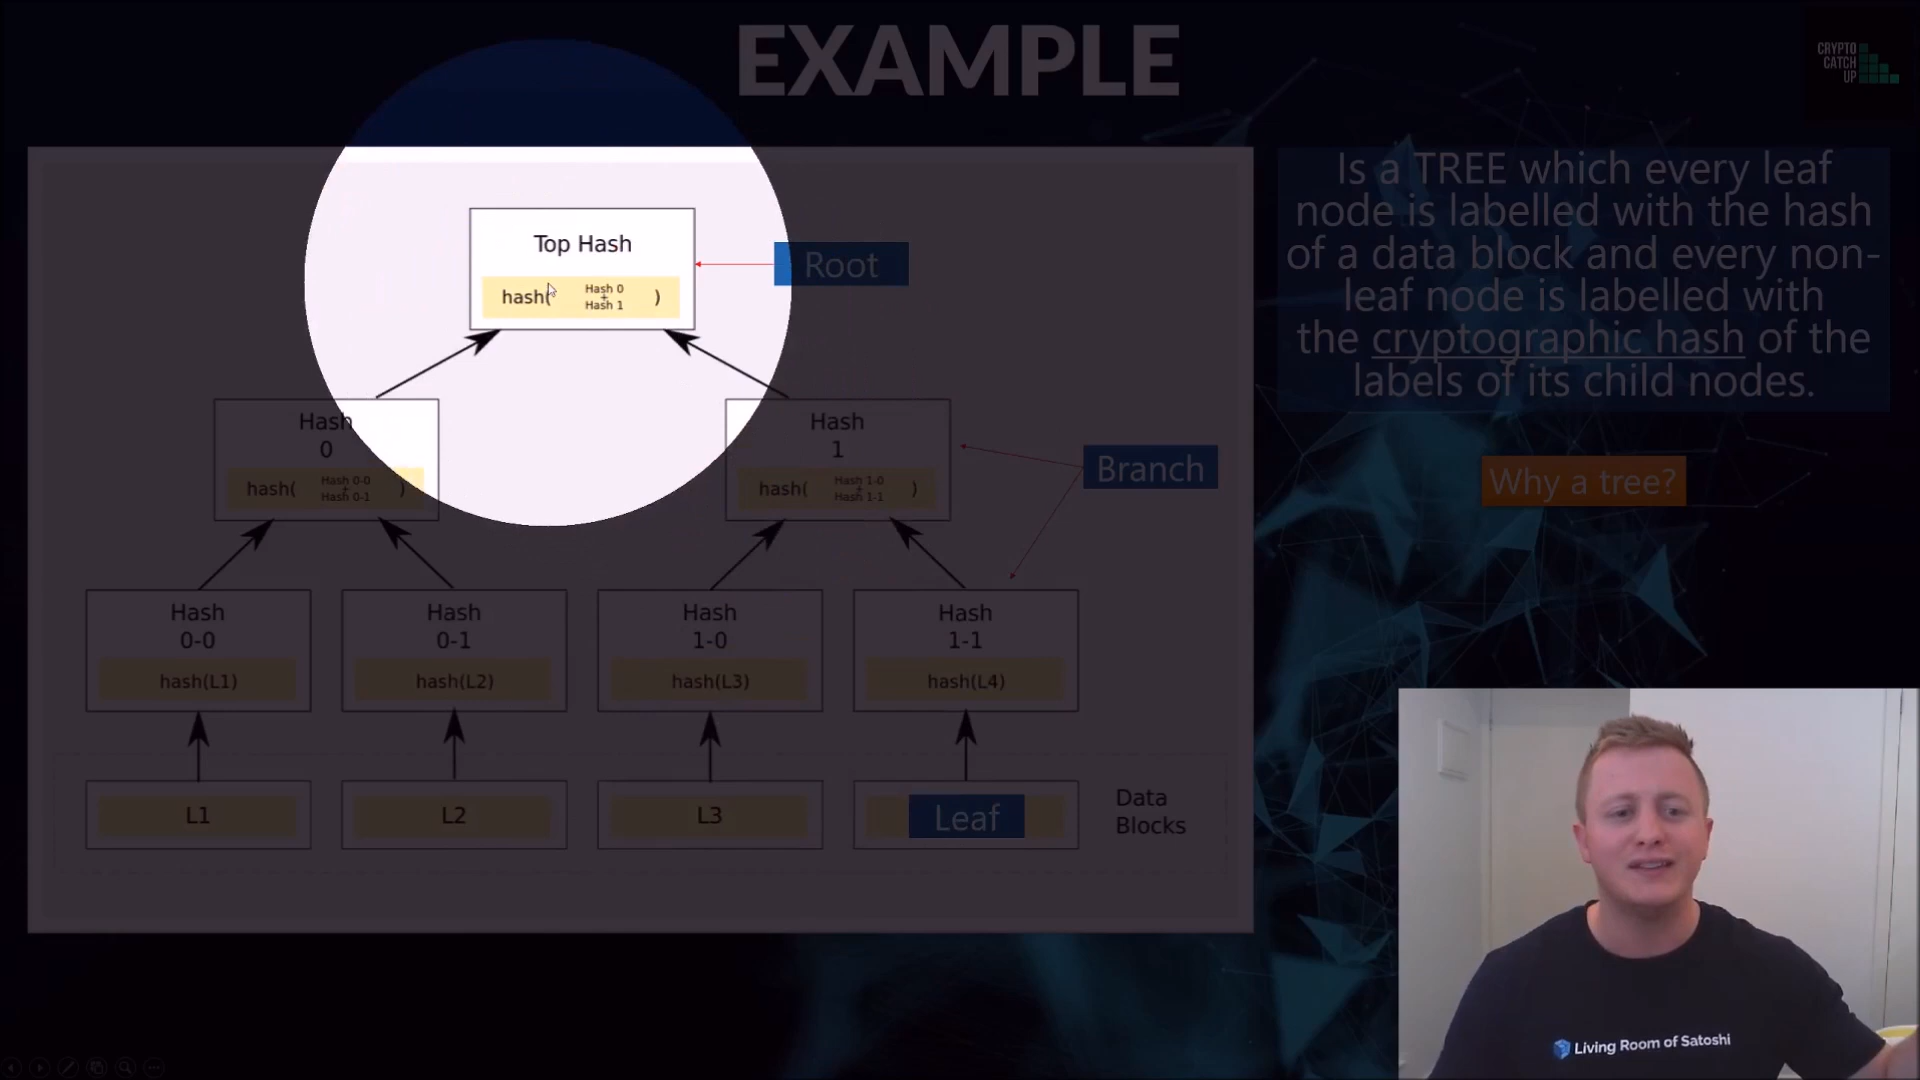 EXAMPLE
CRYPTO
CATCH
UP
Top Hash
hash(
Hash 0
+
Hash 1
)
Root
Is a TREE which every leaf
node is labelled with the hash
of a data block and every non-
leaf node is labelled with
the cryptographic hash of the
labels of its child nodes.
Why a tree?
Hash
0
hash(
Hash 0-0
+
Hash 0-1
)
Hash
1
hash(
Hash 1-0
+
Hash 1-1
)
Branch
Hash
0-0
hash(L1)
Hash
0-1
hash(L2)
Hash
1-0
hash(L3)
Hash
1-1
hash(L4)
L1
L2
L3
Leaf
Data
Blocks
Living Room of Satoshi